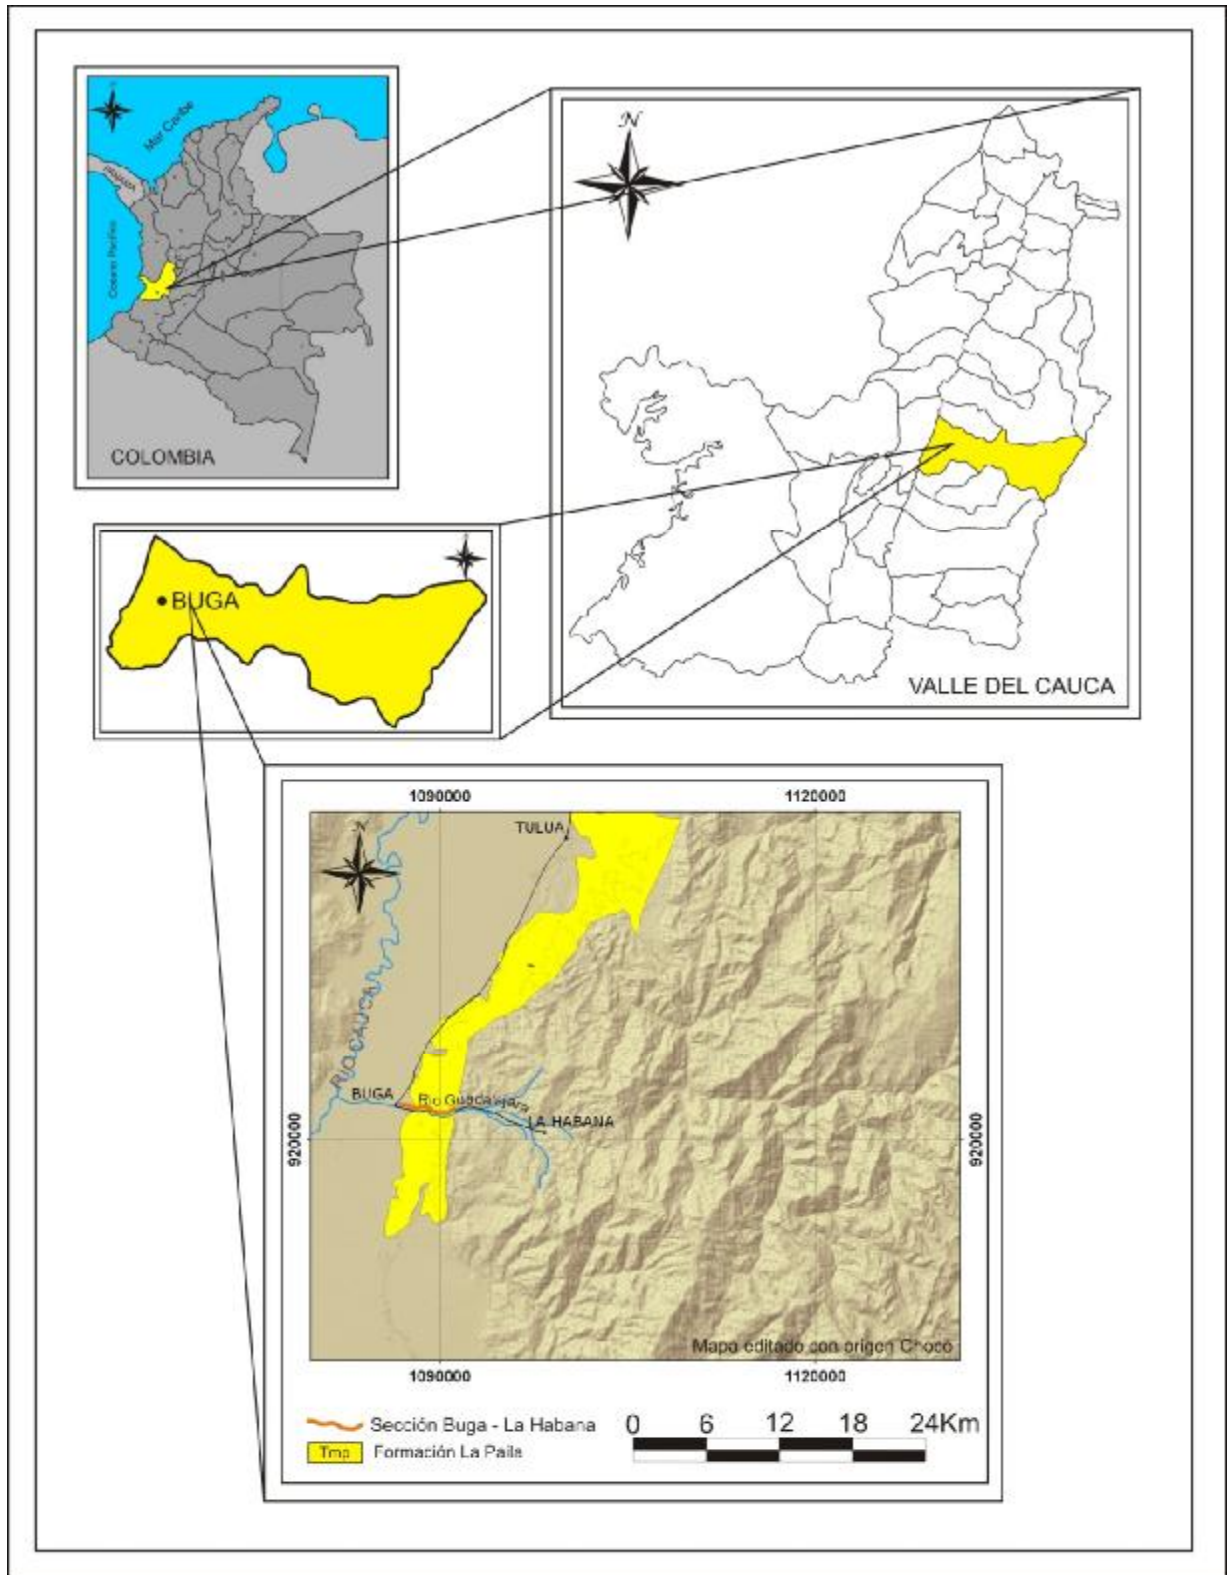 Mar Caribe
PANAMA
Océano Pacífico
COLOMBIA
N
VALLE DEL CAUCA
BUGA
1090000
1120000
N
TULUA
RIO CAUCA
BUGA
Rio Guadalajara
LA HABANA
920000
920000
Mapa editado con origen Chocó
1090000
1120000
Sección Buga - La Habana
Tmp Formación La Paila
0 6 12 18 24Km